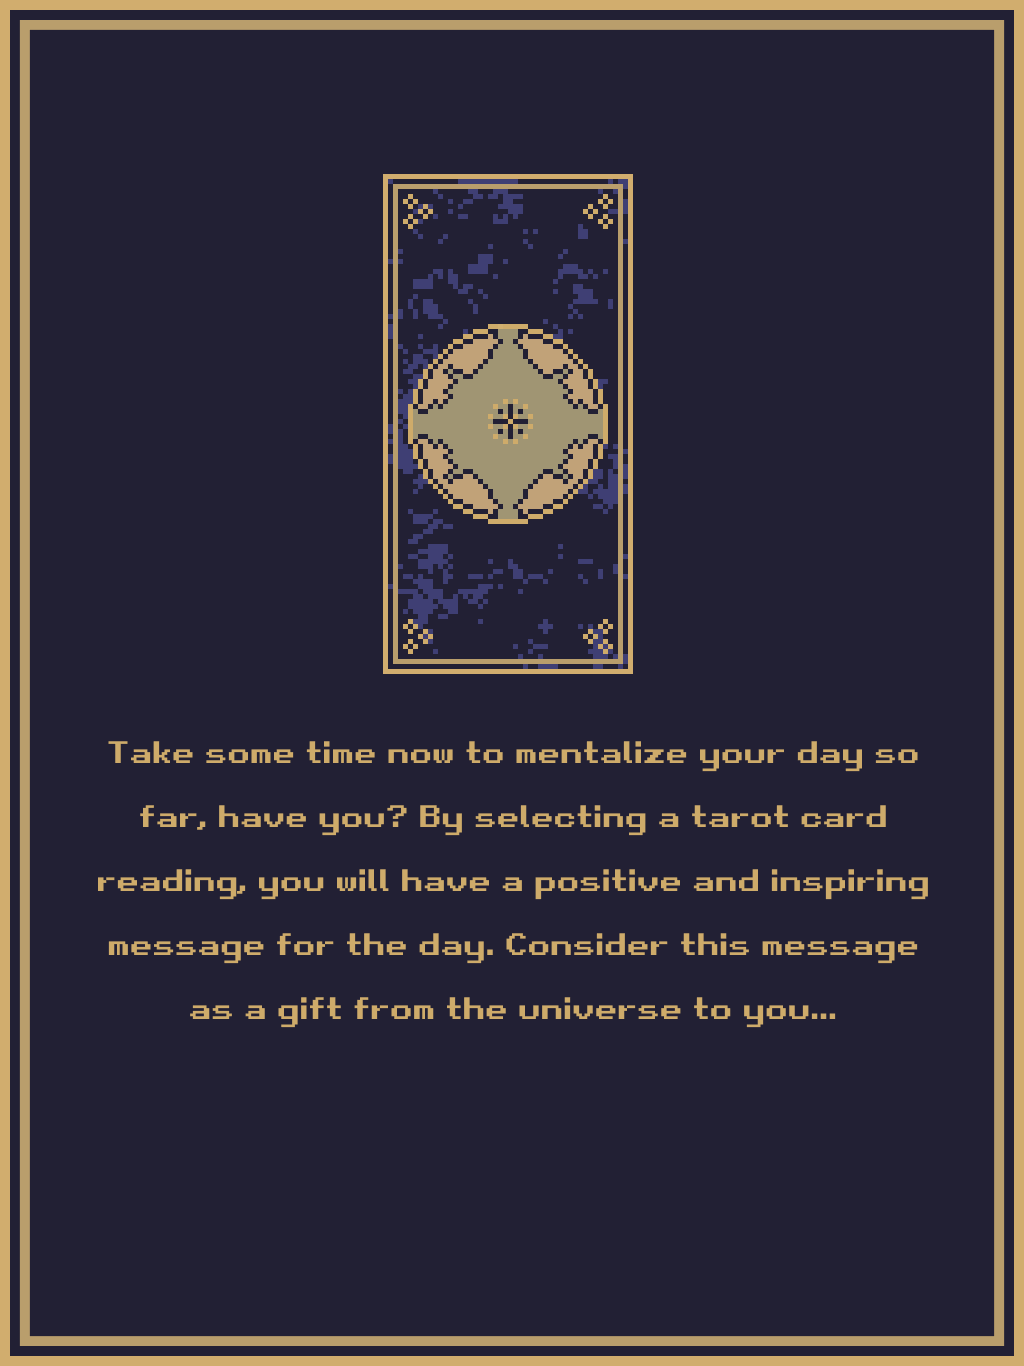 Take some time now to mentalize your day so
far, have you? By selecting a tarot card
reading, you will have a positive and inspiring
message for the day. Consider this message
as a gift from the universe to you...